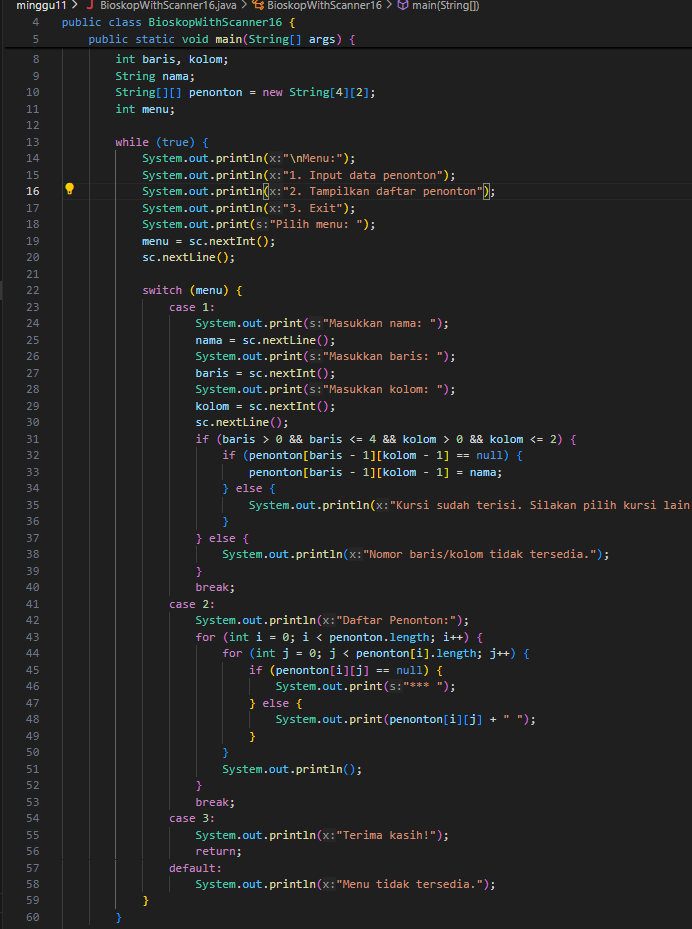 minggu11 > J BioskopWithScanner16.java > BioskopWithScanner16 > main(String[])
4 public class BioskopWithScanner16 {
5 public static void main(String[] args) {
8 int baris, kolom;
9 String nama;
10 String[][] penonton = new String[4][2];
11 int menu;
12
13 while (true) {
14 System.out.println(x:"\nMenu:");
15 System.out.println(x:"1. Input data penonton");
16 System.out.println(x:"2. Tampilkan daftar penonton");
17 System.out.println(x:"3. Exit");
18 System.out.print(s:"Pilih menu: ");
19 menu = sc.nextInt();
20 sc.nextLine();
21
22 switch (menu) {
23 case 1:
24 System.out.print(s:"Masukkan nama: ");
25 nama = sc.nextLine();
26 System.out.print(s:"Masukkan baris: ");
27 baris = sc.nextInt();
28 System.out.print(s:"Masukkan kolom: ");
29 kolom = sc.nextInt();
30 sc.nextLine();
31 if (baris > 0 && baris <= 4 && kolom > 0 && kolom <= 2) {
32 if (penonton[baris - 1][kolom - 1] == null) {
33 penonton[baris - 1][kolom - 1] = nama;
34 } else {
35 System.out.println(x:"Kursi sudah terisi. Silakan pilih kursi lain
36 }
37 } else {
38 System.out.println(x:"Nomor baris/kolom tidak tersedia.");
39 }
40 break;
41 case 2:
42 System.out.println(x:"Daftar Penonton:");
43 for (int i = 0; i < penonton.length; i++) {
44 for (int j = 0; j < penonton[i].length; j++) {
45 if (penonton[i][j] == null) {
46 System.out.print(s:"*** ");
47 } else {
48 System.out.print(penonton[i][j] + " ");
49 }
50 }
51 System.out.println();
52 }
53 break;
54 case 3:
55 System.out.println(x:"Terima kasih!");
56 return;
57 default:
58 System.out.println(x:"Menu tidak tersedia.");
59 }
60 }